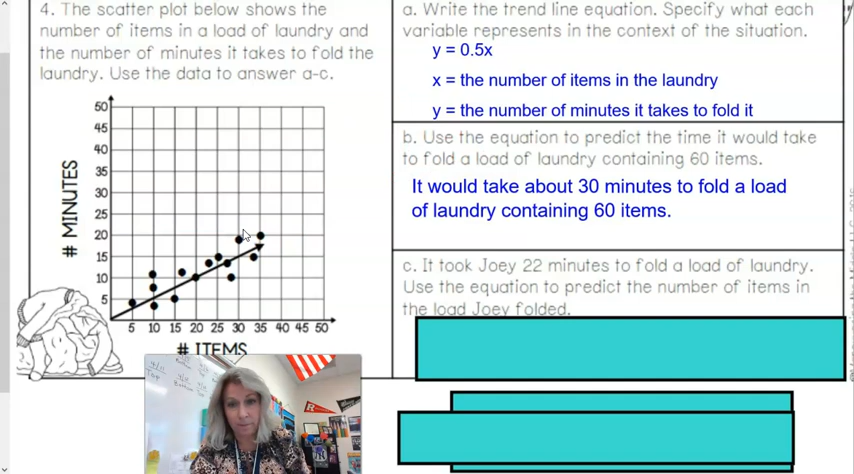 4. The scatter plot below shows the
number of items in a load of laundry and
the number of minutes it takes to fold the
laundry. Use the data to answer a-c.
# MINUTES
50
45
40
35
30
25
20
15
10
5
5 10 15 20 25 30 35 40 45 50
# ITEMS
a. Write the trend line equation. Specify what each
variable represents in the context of the situation.
y = 0.5x
x = the number of items in the laundry
y = the number of minutes it takes to fold it
b. Use the equation to predict the time it would take
to fold a load of laundry containing 60 items.
It would take about 30 minutes to fold a load
of laundry containing 60 items.
c. It took Joey 22 minutes to fold a load of laundry.
Use the equation to predict the number of items in
the load Joey folded.